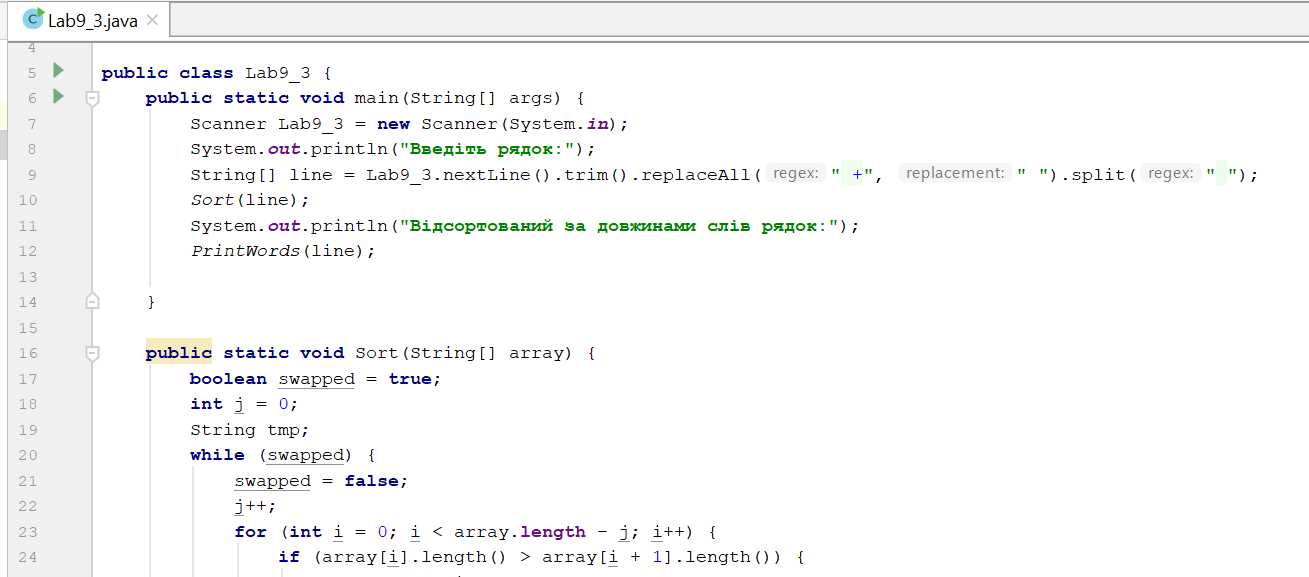 Lab9_3.java
4
5 public class Lab9_3 {
6 public static void main(String[] args) {
7 Scanner Lab9_3 = new Scanner(System.in);
8 System.out.println("Введіть рядок:");
9 String[] line = Lab9_3.nextLine().trim().replaceAll( regex: " +", replacement: " ").split( regex: " ");
10 Sort(line);
11 System.out.println("Відсортований за довжинами слів рядок:");
12 PrintWords(line);
13
14 }
15
16 public static void Sort(String[] array) {
17 boolean swapped = true;
18 int j = 0;
19 String tmp;
20 while (swapped) {
21 swapped = false;
22 j++;
23 for (int i = 0; i < array.length - j; i++) {
24 if (array[i].length() > array[i + 1].length()) {